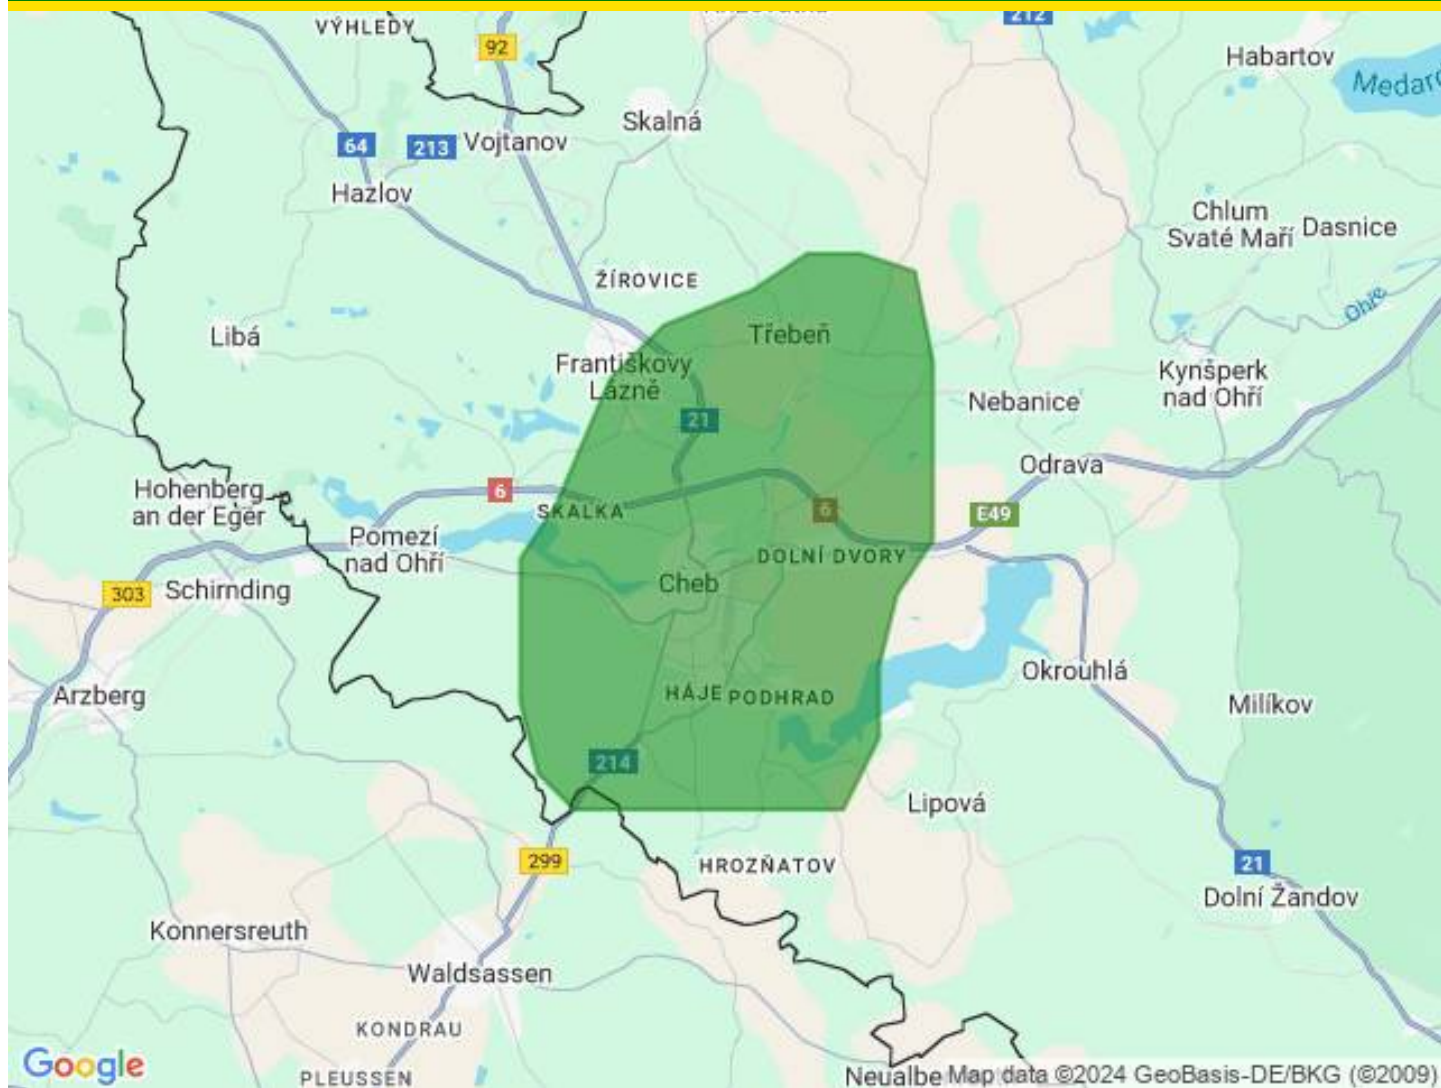 VÝHLEDY
92
212
Habartov
Medard
Skalná
64
213
Vojtanov
Hazlov
Chlum
Svaté Maří
Dasnice
ŽÍROVICE
Ohře
Libá
Třebeň
Františkovy
Lázně
Kynšperk
nad Ohří
21
Nebanice
Odrava
Hohenberg
an der Eger
6
SKALKA
6
E49
Pomezí
nad Ohří
DOLNÍ DVORY
303
Schirnding
Cheb
Arzberg
HÁJE
PODHRAD
Okrouhlá
Milíkov
214
Lipová
299
HROZŇATOV
21
Dolní Žandov
Konnersreuth
Waldsassen
KONDRAU
Google
PLEUSSEN
Neualbe
Map data ©2024 GeoBasis-DE/BKG (©2009)